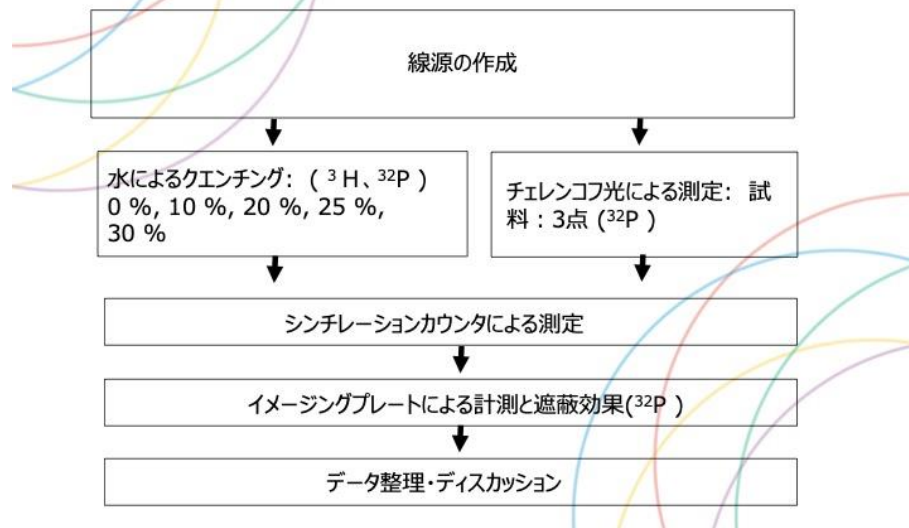 線源の作成
水によるクエンチング: ( ³ H、³²P )
0 %, 10 %, 20 %, 25 %,
30 %
チェレンコフ光による測定: 試
料：3点 (³²P )
シンチレーションカウンタによる測定
イメージングプレートによる計測と遮蔽効果(³²P )
データ整理・ディスカッション